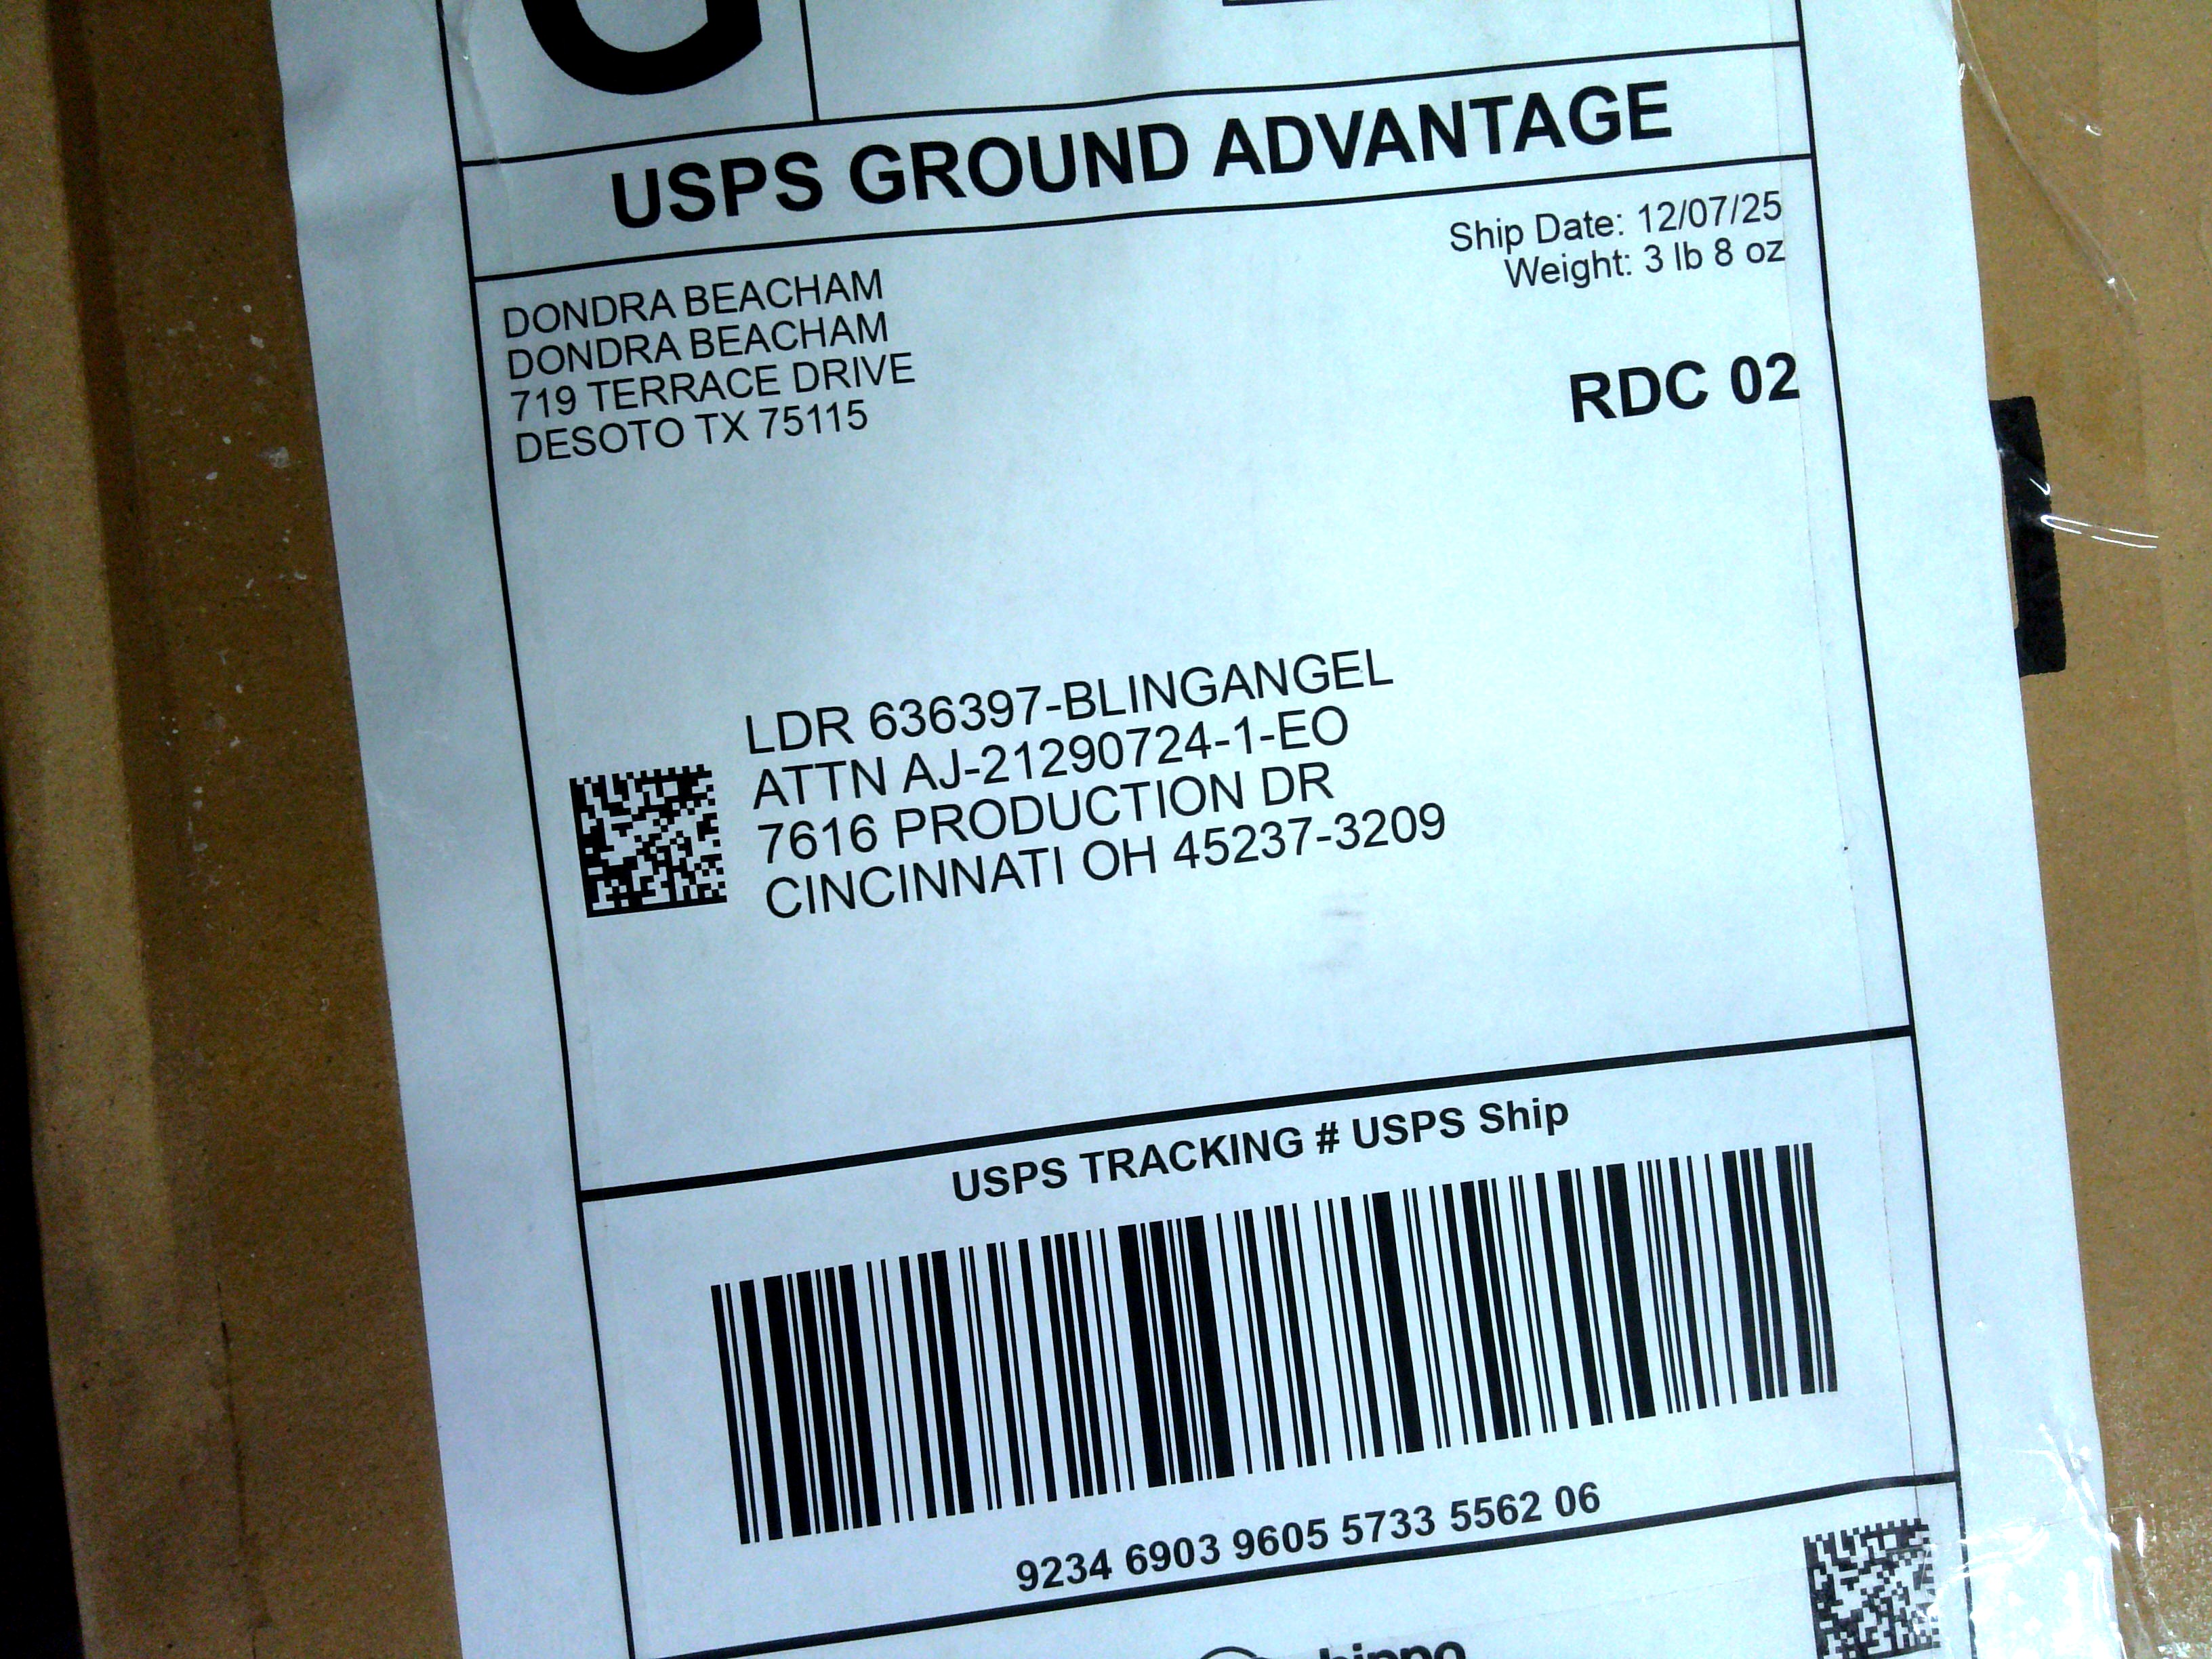 G
USPS GROUND ADVANTAGE
Ship Date: 12/07/25
Weight: 3 lb 8 oz
DONDRA BEACHAM
DONDRA BEACHAM
719 TERRACE DRIVE
DESOTO TX 75115
RDC 02
LDR 636397-BLINGANGEL
ATTN AJ-21290724-1-EO
7616 PRODUCTION DR
CINCINNATI OH 45237-3209
USPS TRACKING # USPS Ship
9234 6903 9605 5733 5562 06